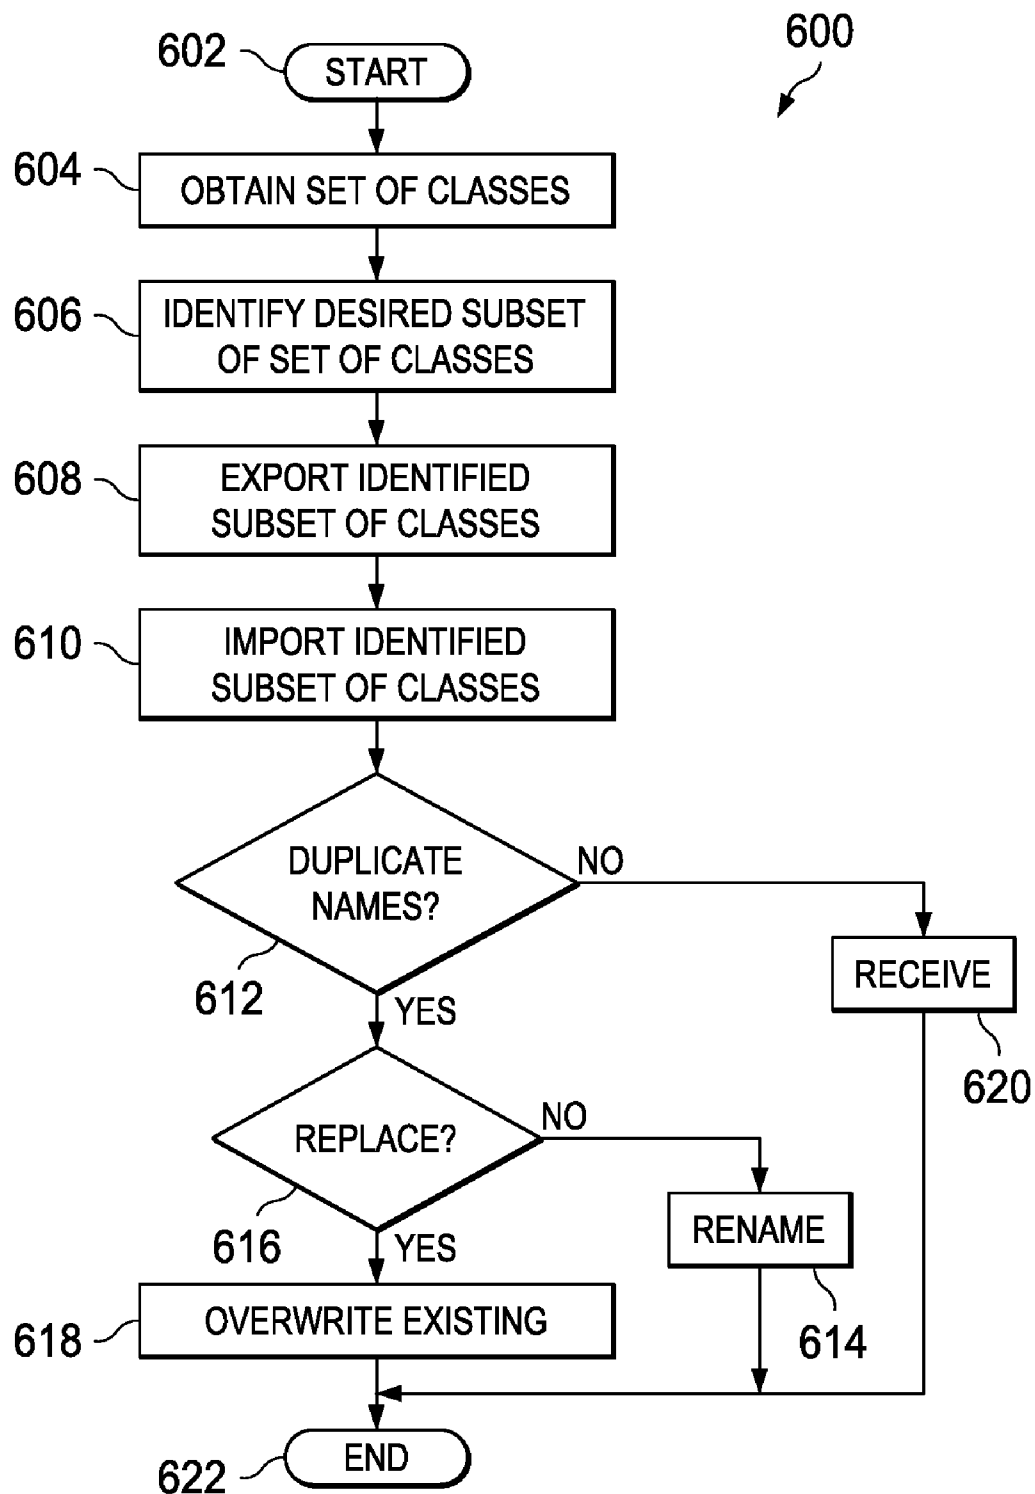 600
602
START
604
OBTAIN SET OF CLASSES
606
IDENTIFY DESIRED SUBSET
OF SET OF CLASSES
608
EXPORT IDENTIFIED
SUBSET OF CLASSES
610
IMPORT IDENTIFIED
SUBSET OF CLASSES
DUPLICATE
NAMES?
NO
612
YES
RECEIVE
620
REPLACE?
NO
616
YES
RENAME
614
618
OVERWRITE EXISTING
622
END